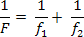 1/F = 1/f₁ + 1/f₂